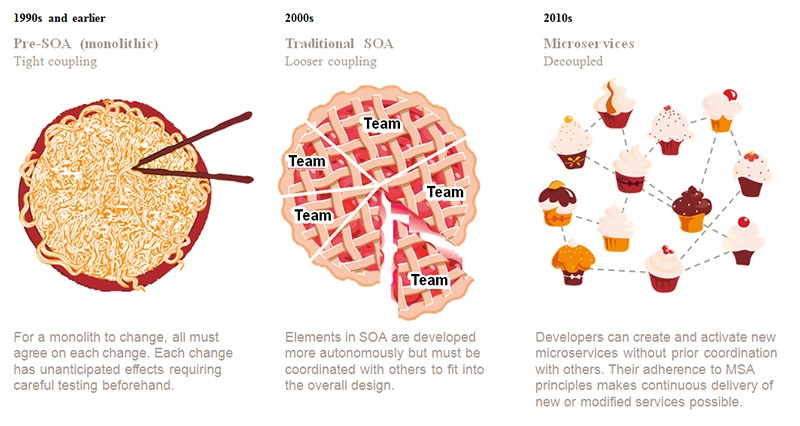 1990s and earlier
Pre-SOA (monolithic)
Tight coupling
For a monolith to change, all must
agree on each change. Each change
has unanticipated effects requiring
careful testing beforehand.
2000s
Traditional SOA
Looser coupling
Team
Team
Team
Team
Team
Elements in SOA are developed
more autonomously but must be
coordinated with others to fit into
the overall design.
2010s
Microservices
Decoupled
Developers can create and activate new
microservices without prior coordination
with others. Their adherence to MSA
principles makes continuous delivery of
new or modified services possible.